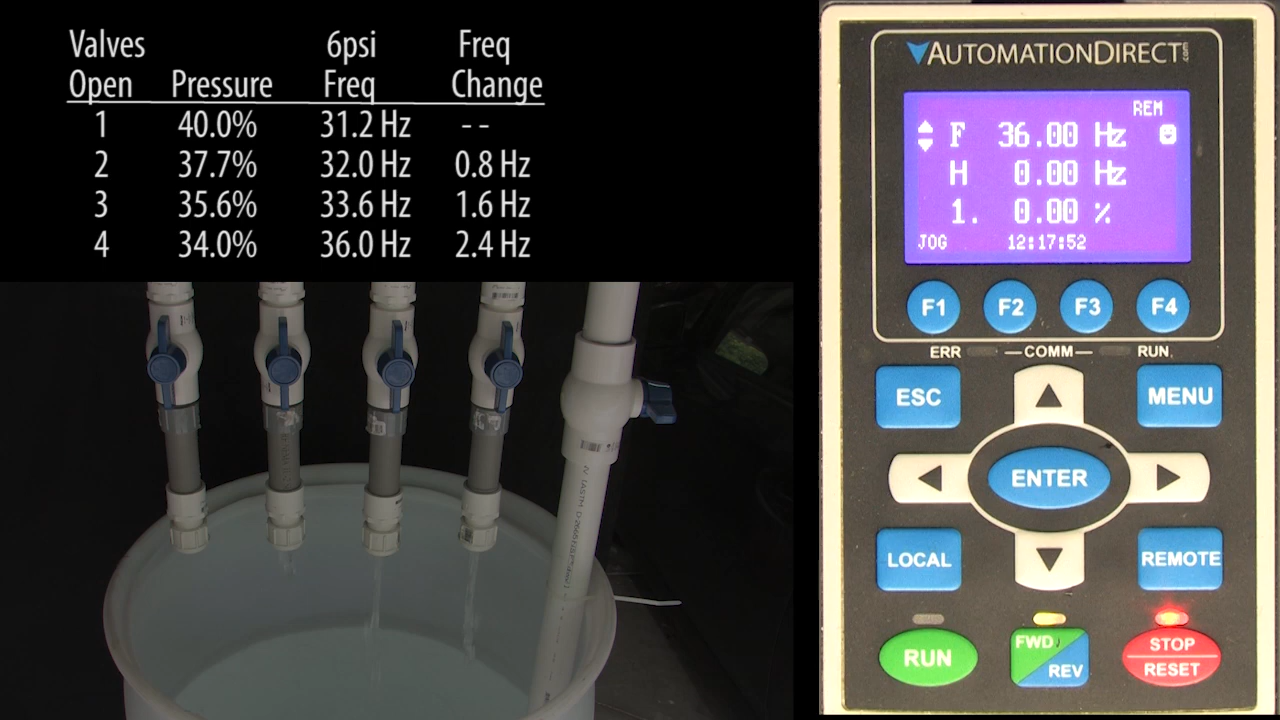 Valves 6psi Freq
Open Pressure Freq Change
1 40.0% 31.2 Hz --
2 37.7% 32.0 Hz 0.8 Hz
3 35.6% 33.6 Hz 1.6 Hz
4 34.0% 36.0 Hz 2.4 Hz
AUTOMATIONDIRECT.com
REM
F 36.00 Hz
H 0.00 Hz
1. 0.00 %
JOG 12:17:52
F1 F2 F3 F4
ERR COMM RUN
ESC MENU
ENTER
LOCAL REMOTE
RUN FWD REV STOP RESET